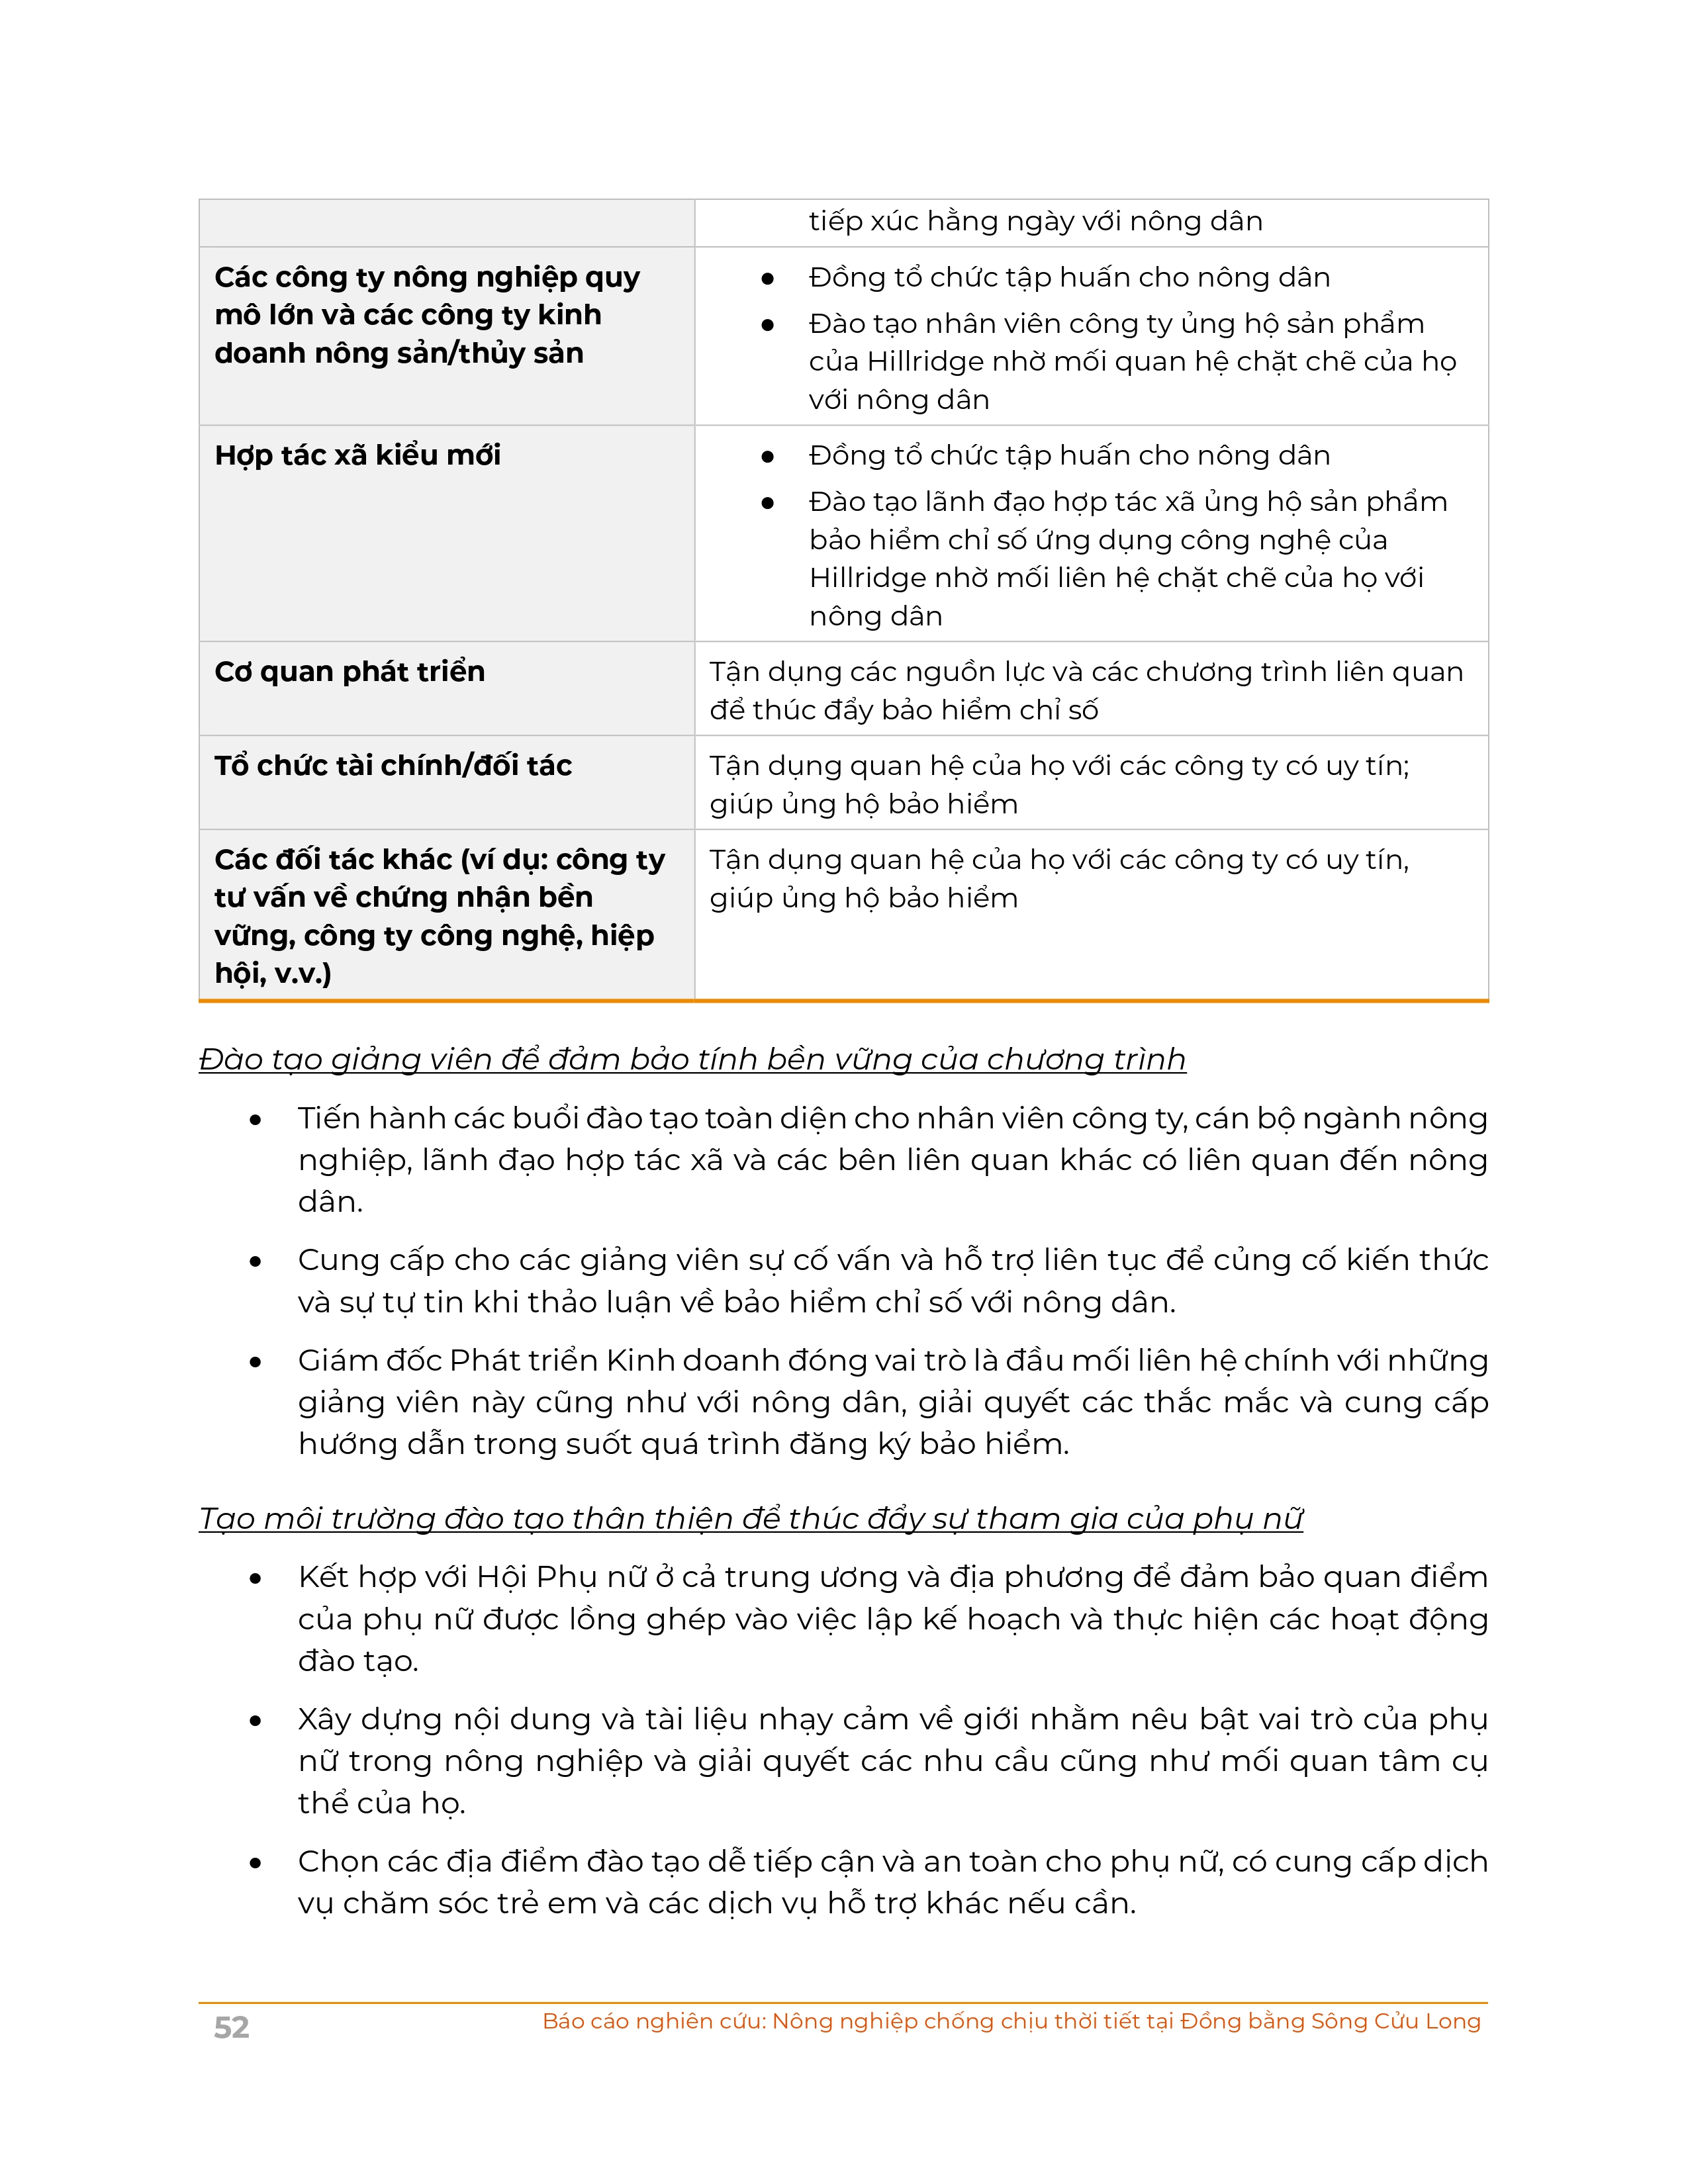 tiếp xúc hằng ngày với nông dân
Các công ty nông nghiệp quy
mô lớn và các công ty kinh
doanh nông sản/thủy sản
● Đồng tổ chức tập huấn cho nông dân
● Đào tạo nhân viên công ty ủng hộ sản phẩm
của Hillridge nhờ mối quan hệ chặt chẽ của họ
với nông dân
Hợp tác xã kiểu mới
● Đồng tổ chức tập huấn cho nông dân
● Đào tạo lãnh đạo hợp tác xã ủng hộ sản phẩm
bảo hiểm chỉ số ứng dụng công nghệ của
Hillridge nhờ mối liên hệ chặt chẽ của họ với
nông dân
Cơ quan phát triển
Tận dụng các nguồn lực và các chương trình liên quan
để thúc đẩy bảo hiểm chỉ số
Tổ chức tài chính/đối tác
Tận dụng quan hệ của họ với các công ty có uy tín;
giúp ủng hộ bảo hiểm
Các đối tác khác (ví dụ: công ty
tư vấn về chứng nhận bền
vững, công ty công nghệ, hiệp
hội, v.v.)
Tận dụng quan hệ của họ với các công ty có uy tín,
giúp ủng hộ bảo hiểm
Đào tạo giảng viên để đảm bảo tính bền vững của chương trình
● Tiến hành các buổi đào tạo toàn diện cho nhân viên công ty, cán bộ ngành nông
nghiệp, lãnh đạo hợp tác xã và các bên liên quan khác có liên quan đến nông
dân.
● Cung cấp cho các giảng viên sự cố vấn và hỗ trợ liên tục để củng cố kiến thức
và sự tự tin khi thảo luận về bảo hiểm chỉ số với nông dân.
● Giám đốc Phát triển Kinh doanh đóng vai trò là đầu mối liên hệ chính với những
giảng viên này cũng như với nông dân, giải quyết các thắc mắc và cung cấp
hướng dẫn trong suốt quá trình đăng ký bảo hiểm.
Tạo môi trường đào tạo thân thiện để thúc đẩy sự tham gia của phụ nữ
● Kết hợp với Hội Phụ nữ ở cả trung ương và địa phương để đảm bảo quan điểm
của phụ nữ được lồng ghép vào việc lập kế hoạch và thực hiện các hoạt động
đào tạo.
● Xây dựng nội dung và tài liệu nhạy cảm về giới nhằm nêu bật vai trò của phụ
nữ trong nông nghiệp và giải quyết các nhu cầu cũng như mối quan tâm cụ
thể của họ.
● Chọn các địa điểm đào tạo dễ tiếp cận và an toàn cho phụ nữ, có cung cấp dịch
vụ chăm sóc trẻ em và các dịch vụ hỗ trợ khác nếu cần.
52
Báo cáo nghiên cứu: Nông nghiệp chống chịu thời tiết tại Đồng bằng Sông Cửu Long